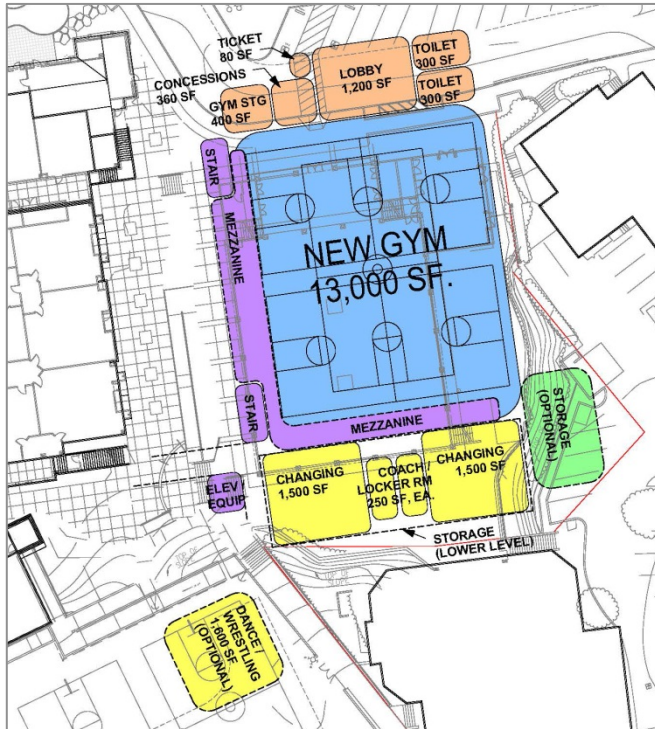 TICKET
80 SF
CONCESSIONS
360 SF
GYM STG
400 SF
LOBBY
1,200 SF
TOILET
300 SF
TOILET
300 SF
STAIR
MEZZANINE
NEW GYM
13,000 SF.
STAIR
MEZZANINE
STORAGE
(OPTIONAL)
CHANGING
1,500 SF
COACH /
LOCKER RM
250 SF, EA.
CHANGING
1,500 SF
ELEV /
EQUIP
STORAGE
(LOWER LEVEL)
DANCE /
WRESTLING
1,600 SF
(OPTIONAL)